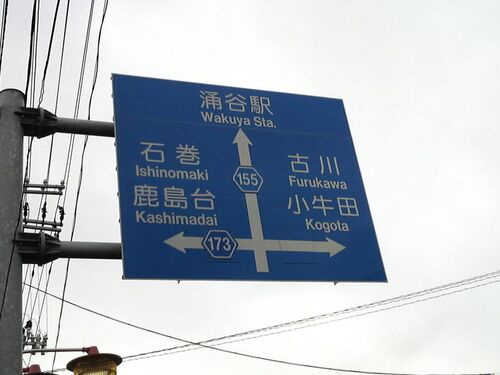 涌谷駅
Wakuya Sta.
石巻
Ishinomaki
鹿島台
Kashimadai
古川
Furukawa
小牛田
Kogota
155
173